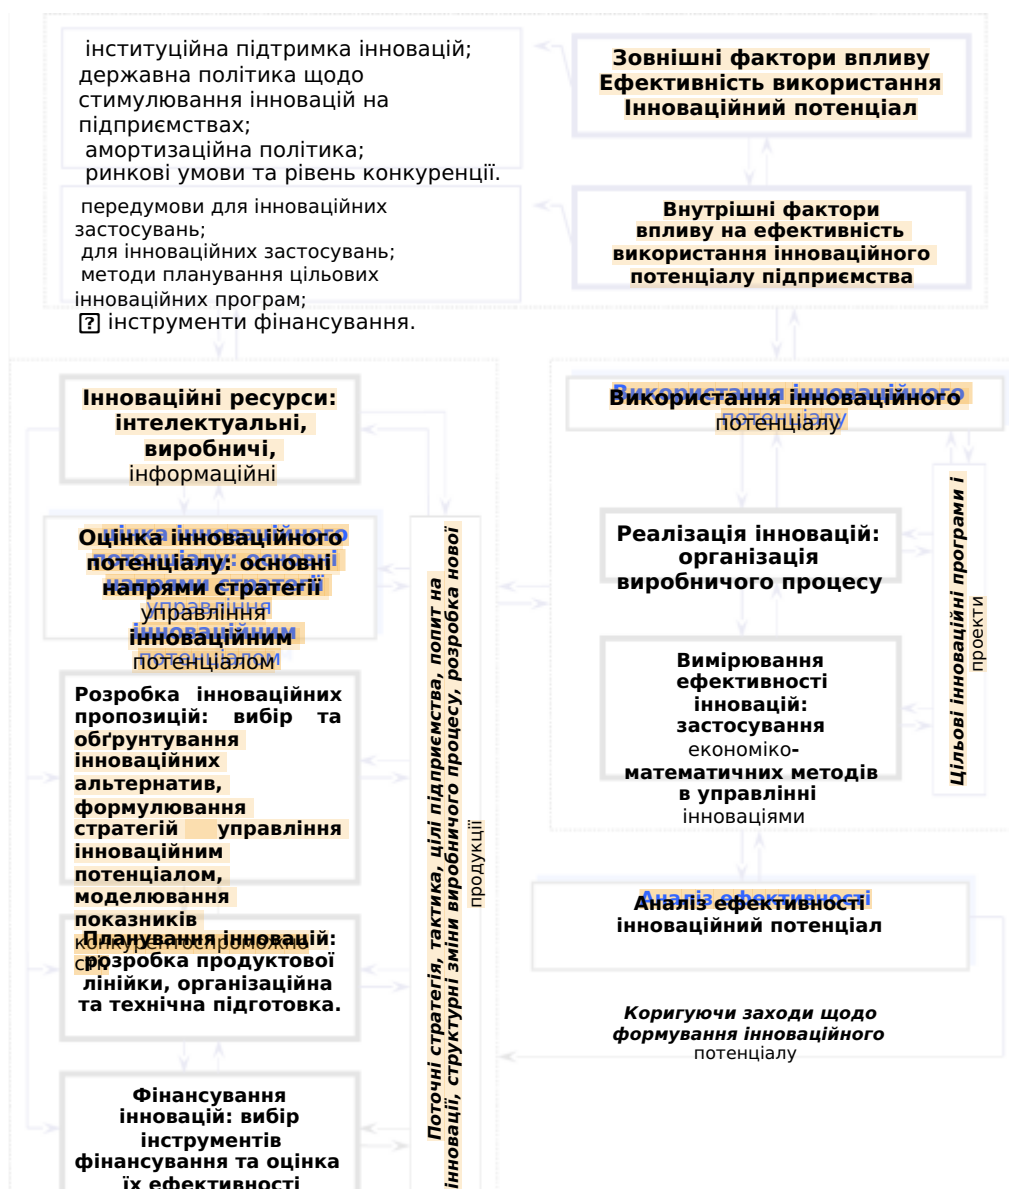 інституційна підтримка інновацій;
державна політика щодо
стимулювання інновацій на
підприємствах;
амортизаційна політика;
ринкові умови та рівень конкуренції.
Зовнішні фактори впливу
Ефективність використання
Інноваційний потенціал
передумови для інноваційних
застосувань;
для інноваційних застосувань;
методи планування цільових
інноваційних програм;
інструменти фінансування.
Внутрішні фактори
впливу на ефективність
використання інноваційного
потенціалу підприємства
Інноваційні ресурси:
інтелектуальні,
виробничі,
інформаційні
Оцінка інноваційного
потенціалу: основні
напрями стратегії
управління
інноваційним
потенціалом
Розробка інноваційних
пропозицій: вибір та
обґрунтування
інноваційних
альтернатив,
формулювання
стратегій управління
інноваційним
потенціалом,
моделювання
показників
конкурентоспроможно
сті.
Планування інновацій:
розробка продуктової
лінійки, організаційна
та технічна підготовка.
Фінансування
інновацій: вибір
інструментів
фінансування та оцінка
їх ефективності
Поточні стратегія, тактика, цілі підприємства, попит на
інновації, структурні зміни виробничого процесу, розробка нової
продукції
Використання інноваційного
потенціалу
Реалізація інновацій:
організація
виробничого процесу
Вимірювання
ефективності
інновацій:
застосування
економіко-
математичних методів
в управлінні
інноваціями
Цільові інноваційні програми і
проекти
Аналіз ефективності
інноваційний потенціал
Коригуючи заходи щодо
формування інноваційного
потенціалу